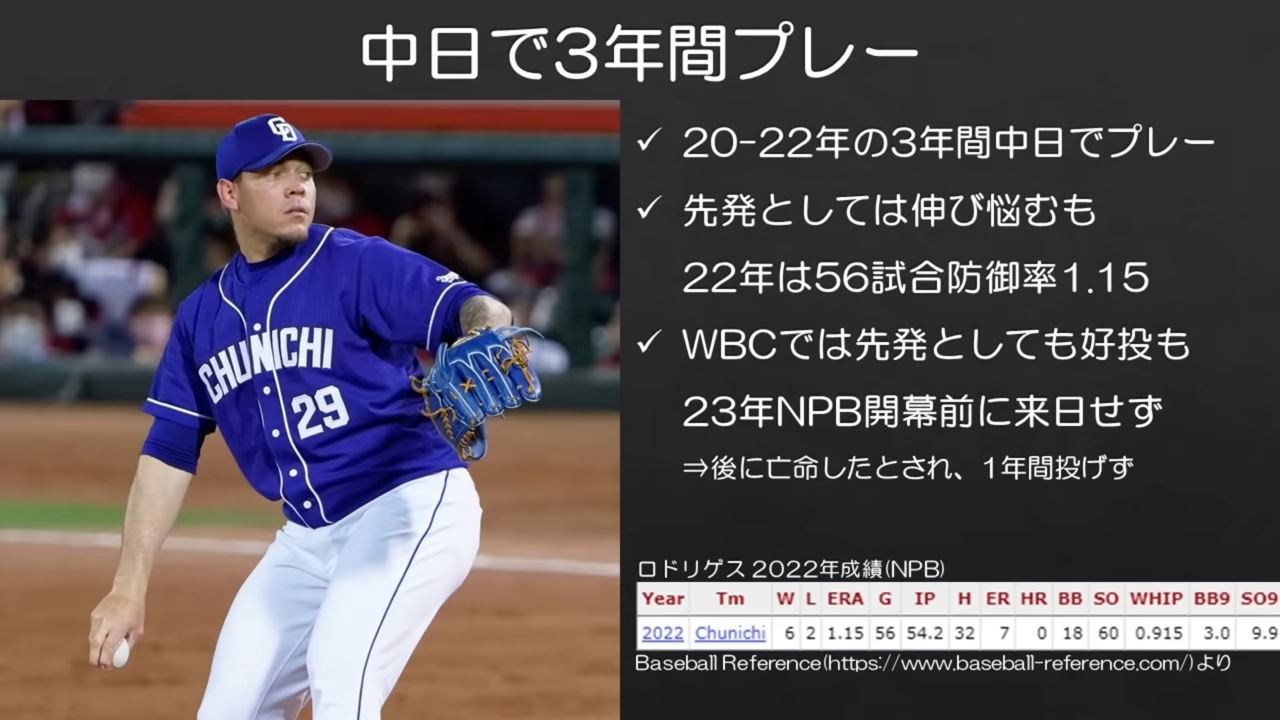 中日で3年間プレー
CD
CHUNICHI
29
✓ 20-22年の3年間中日でプレー
✓ 先発としては伸び悩むも
22年は56試合防御率1.15
✓ WBCでは先発としても好投も
23年NPB開幕前に来日せず
⇒後に亡命したとされ、1年間投げず
ロドリゲス 2022年成績(NPB)
Year Tm W L ERA G IP H ER HR BB SO WHIP BB9 SO9
2022 Chunichi 6 2 1.15 56 54.2 32 7 0 18 60 0.915 3.0 9.9
Baseball Reference(https://www.baseball-reference.com/)より